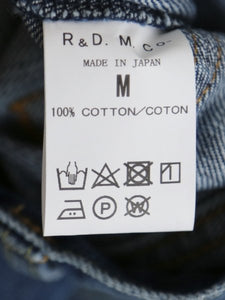 R & D. M. Co-
MADE IN JAPAN
M
100% COTTON/COTON
P W